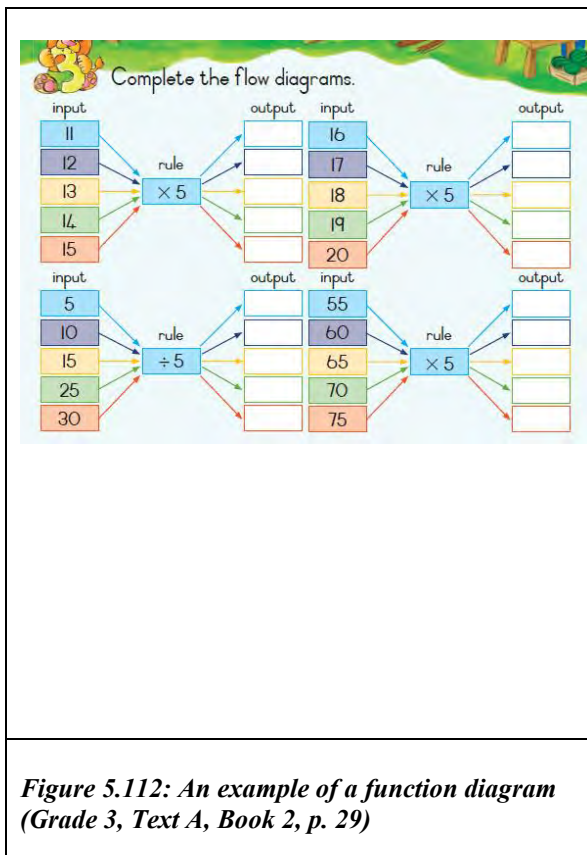 3 Complete the flow diagrams.
input output input output
11 16
12 rule 17 rule
13 × 5 18 × 5
14 19
15 20
input output input output
5 55
10 rule 60 rule
15 ÷ 5 65 × 5
25 70
30 75
Figure 5.112: An example of a function diagram
(Grade 3, Text A, Book 2, p. 29)